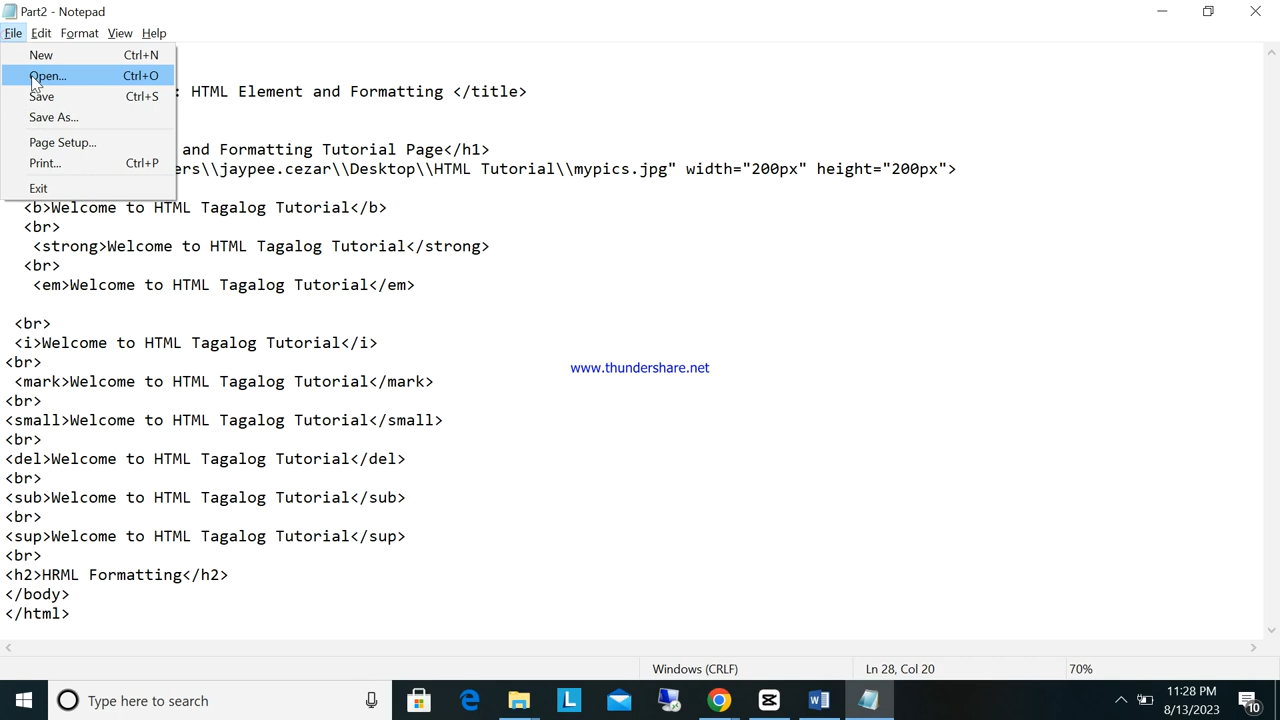 Part2 - Notepad
File Edit Format View Help
New Ctrl+N
Open... Ctrl+O
Save Ctrl+S
Save As...
Page Setup...
Print... Ctrl+P
Exit
: HTML Element and Formatting </title>
and Formatting Tutorial Page</h1>
ers\\jaypee.cezar\\Desktop\\HTML Tutorial\\mypics.jpg" width="200px" height="200px">
<b>Welcome to HTML Tagalog Tutorial</b>
<br>
<strong>Welcome to HTML Tagalog Tutorial</strong>
<br>
<em>Welcome to HTML Tagalog Tutorial</em>
<br>
<i>Welcome to HTML Tagalog Tutorial</i>
<br>
www.thundershare.net
<mark>Welcome to HTML Tagalog Tutorial</mark>
<br>
<small>Welcome to HTML Tagalog Tutorial</small>
<br>
<del>Welcome to HTML Tagalog Tutorial</del>
<br>
<sub>Welcome to HTML Tagalog Tutorial</sub>
<br>
<sup>Welcome to HTML Tagalog Tutorial</sup>
<br>
<h2>HRML Formatting</h2>
</body>
</html>
Windows (CRLF) Ln 28, Col 20 70%
Type here to search
11:28 PM
8/13/2023
10